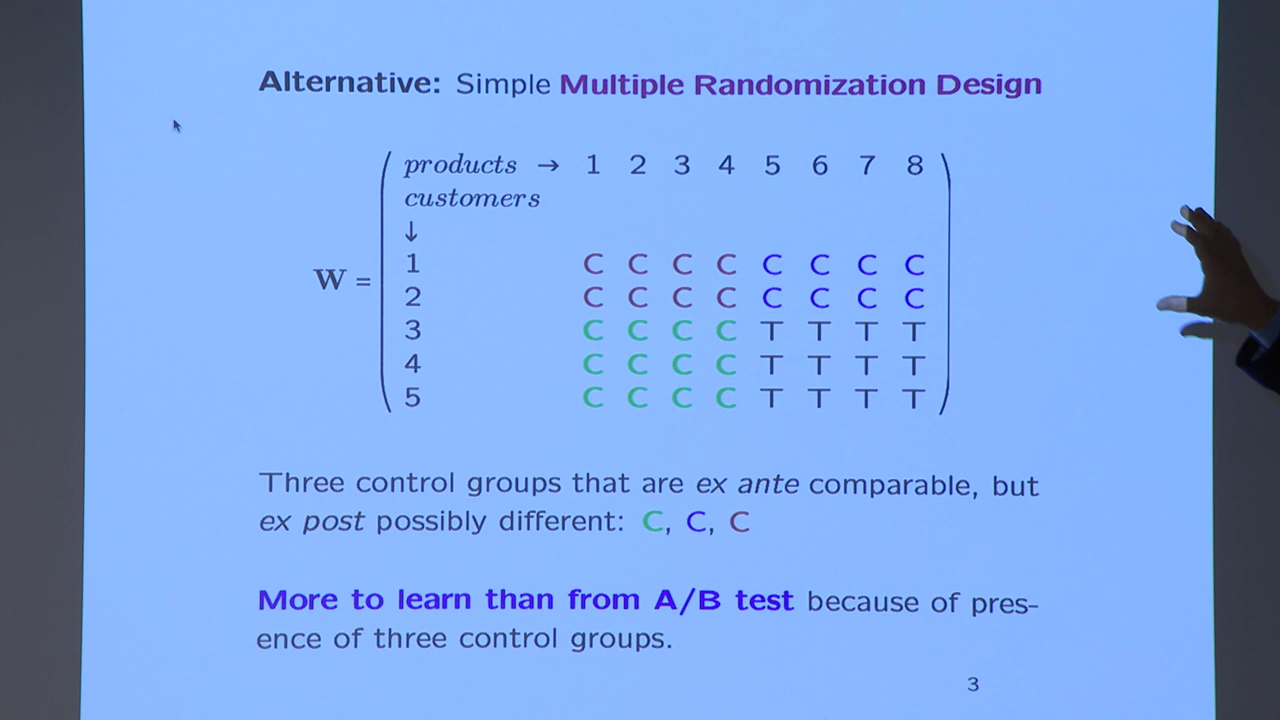 Alternative: Simple Multiple Randomization Design
products → 1 2 3 4 5 6 7 8
customers
↓
1 C C C C C C C C
W =
2 C C C C C C C C
3 C C C C T T T T
4 C C C C T T T T
5 C C C C T T T T
Three control groups that are ex ante comparable, but
ex post possibly different: C, C, C
More to learn than from A/B test because of pres-
ence of three control groups.
3